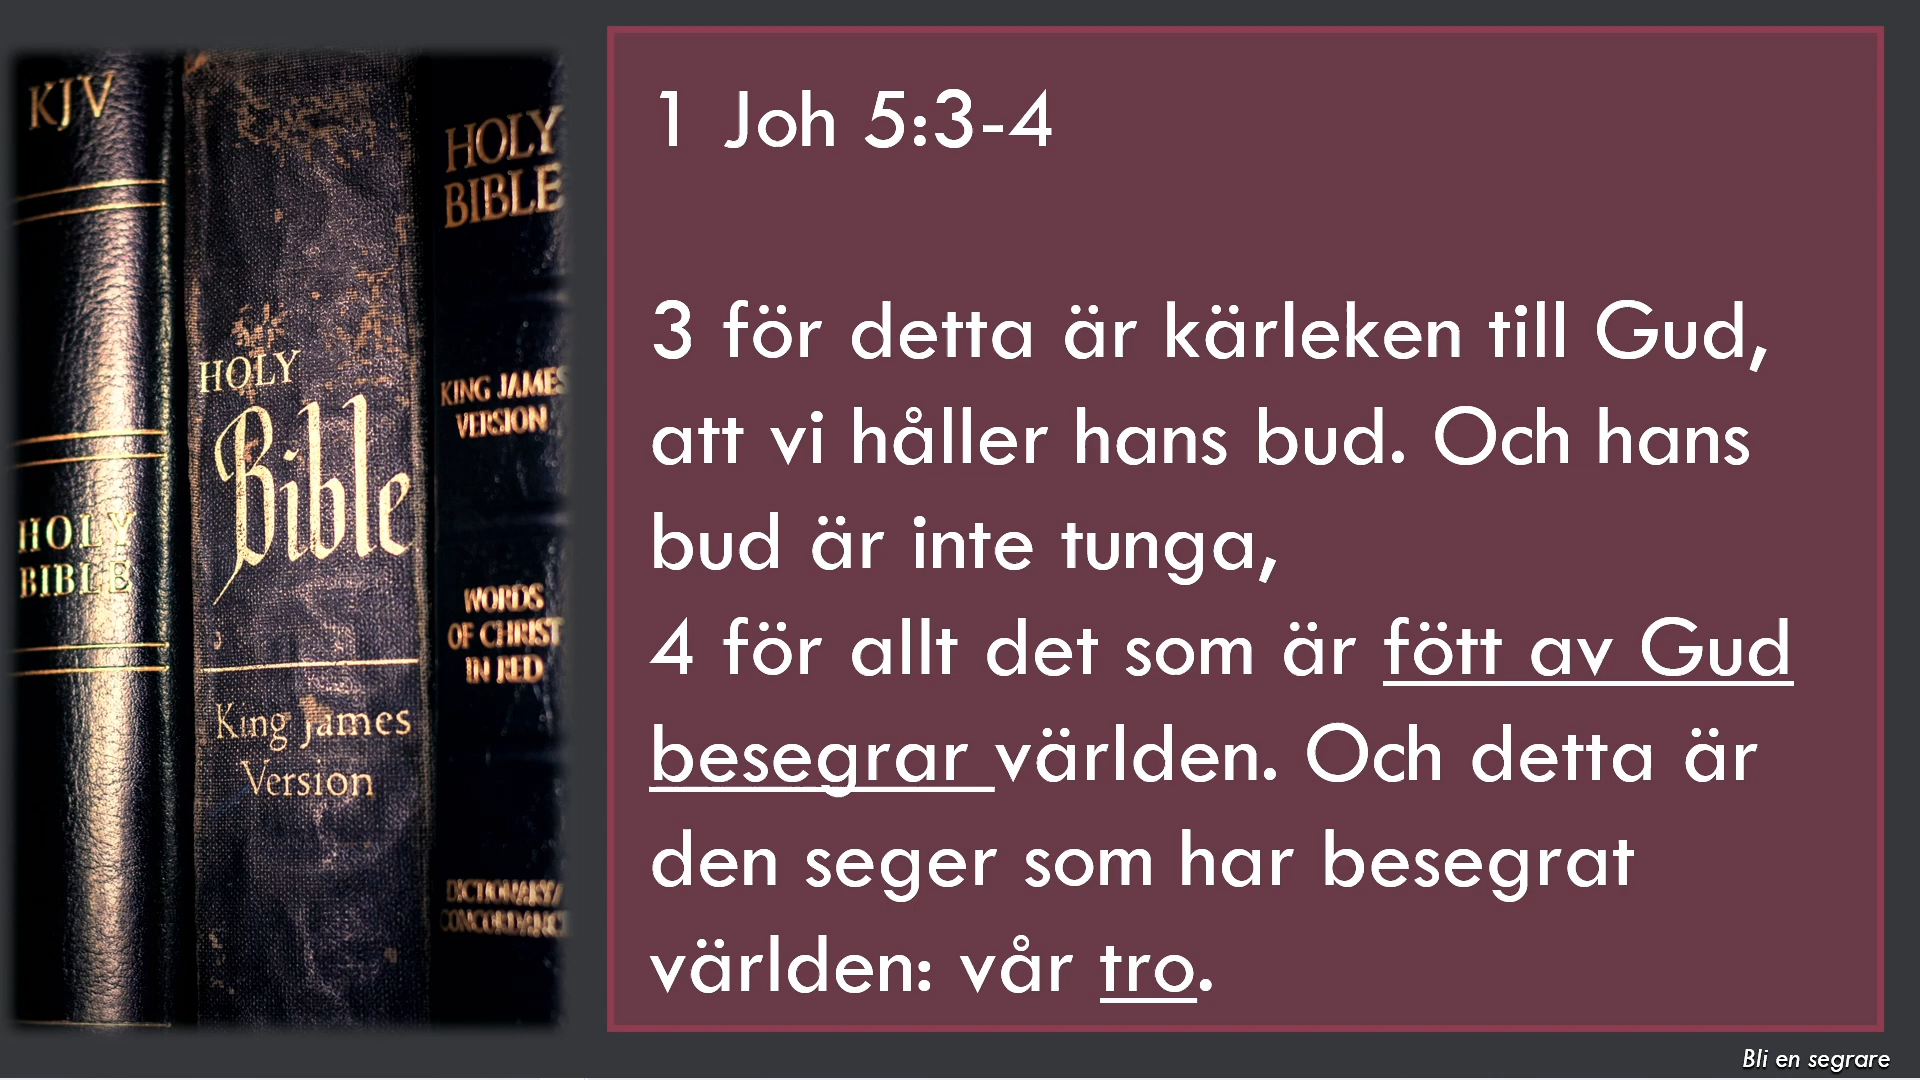 KJV
HOLY
BIBLE
HOLY
Bible
King James
Version
HOLY
BIBLE
KING JAMES
VERSION
WORDS
OF CHRIST
IN RED
DICTIONARY/
CONCORDANCE
1 Joh 5:3-4
3 för detta är kärleken till Gud,
att vi håller hans bud. Och hans
bud är inte tunga,
4 för allt det som är fött av Gud
besegrar världen. Och detta är
den seger som har besegrat
världen: vår tro.
Bli en segrare